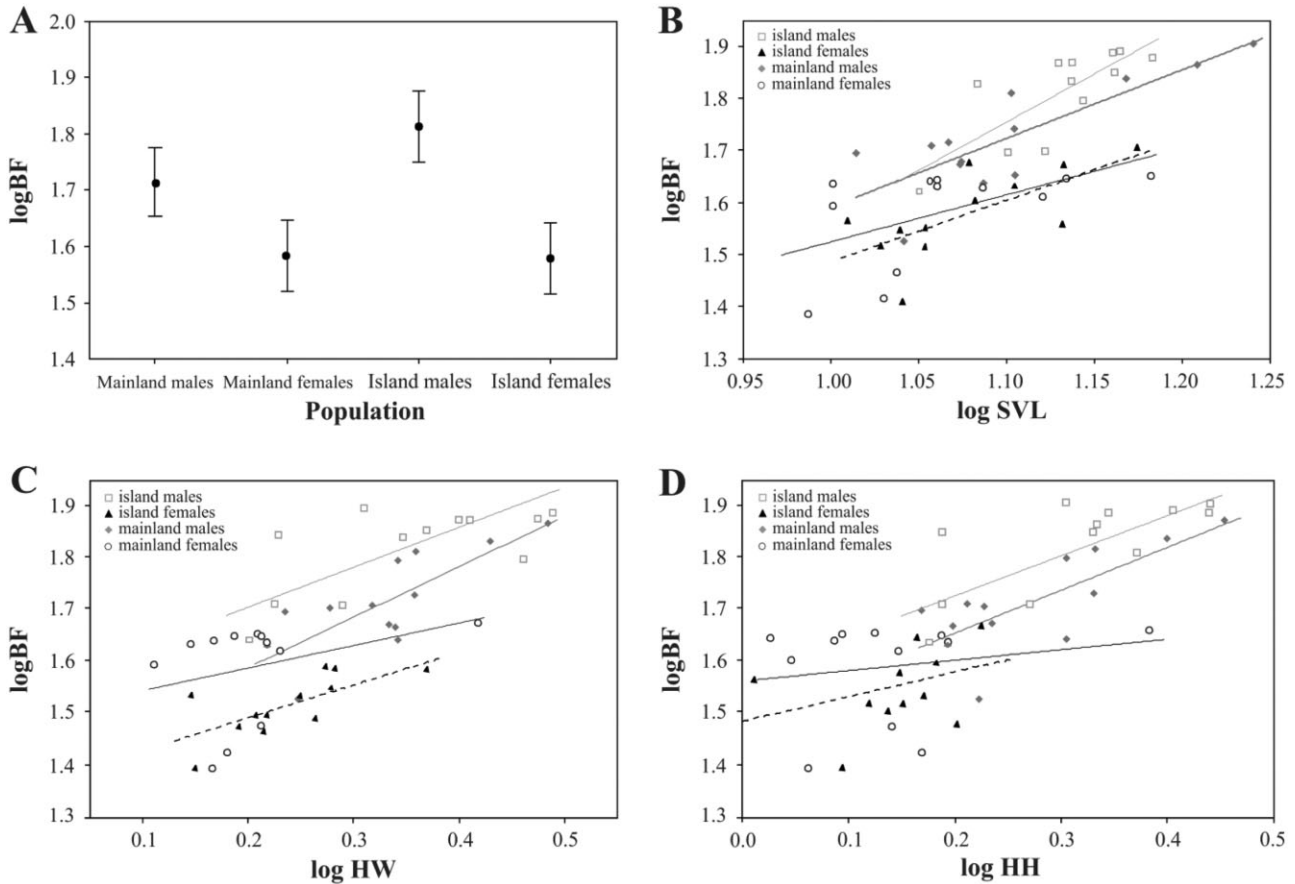 A
2.0
1.9
1.8
1.7
1.6
1.5
1.4
logBF
Mainland males Mainland females Island males Island females
Population
B
island males
island females
mainland males
mainland females
1.9
1.8
1.7
1.6
1.5
1.4
1.3
logBF
0.95 1.00 1.05 1.10 1.15 1.20 1.25
log SVL
C
island males
island females
mainland males
mainland females
1.9
1.8
1.7
1.6
1.5
1.4
1.3
logBF
0.1 0.2 0.3 0.4 0.5
log HW
D
island males
island females
mainland males
mainland females
1.9
1.8
1.7
1.6
1.5
1.4
1.3
logBF
0.0 0.1 0.2 0.3 0.4 0.5
log HH